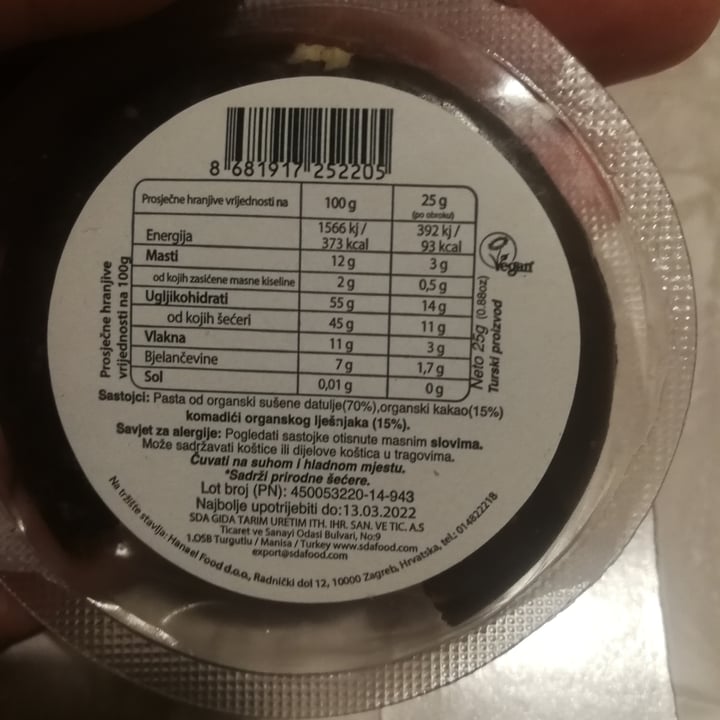 8 681917 252205
Prosječne hranjive vrijednosti na 100 g 25 g
(po obroku)
Energija 1566 kj / 373 kcal 392 kj / 93 kcal
Masti 12 g 3 g
od kojih zasićene masne kiseline 2 g 0,5 g
Ugljikohidrati 55 g 14 g
od kojih šećeri 45 g 11 g
Vlakna 11 g 3 g
Bjelančevine 7 g 1,7 g
Sol 0,01 g 0 g
Prosječne hranjive
vrijednosti na 100g
Vegan
Neto 25g (0.88oz)
Turski proizvod
Sastojci: Pasta od organski sušene datulje(70%),organski kakao(15%)
komadići organskog lješnjaka (15%).
Savjet za alergije: Pogledati sastojke otisnute masnim slovima.
Može sadržavati koštice ili dijelove koštica u tragovima.
Čuvati na suhom i hladnom mjestu.
*Sadrži prirodne šećere.
Lot broj (PN): 450053220-14-943
Najbolje upotrijebiti do:13.03.2022
SDA GIDA TARIM URETIM ITH. IHR. SAN. VE TIC. A.S
Ticaret ve Sanayi Odasi Bulvari, No:9
1.OSB Turgutlu / Manisa / Turkey www.sdafood.com
export@sdafood.com
Na tržište stavlja: Hanael Food d.o.o, Radnički dol 12, 10000 Zagreb, Hrvatska, tel.: 014822218